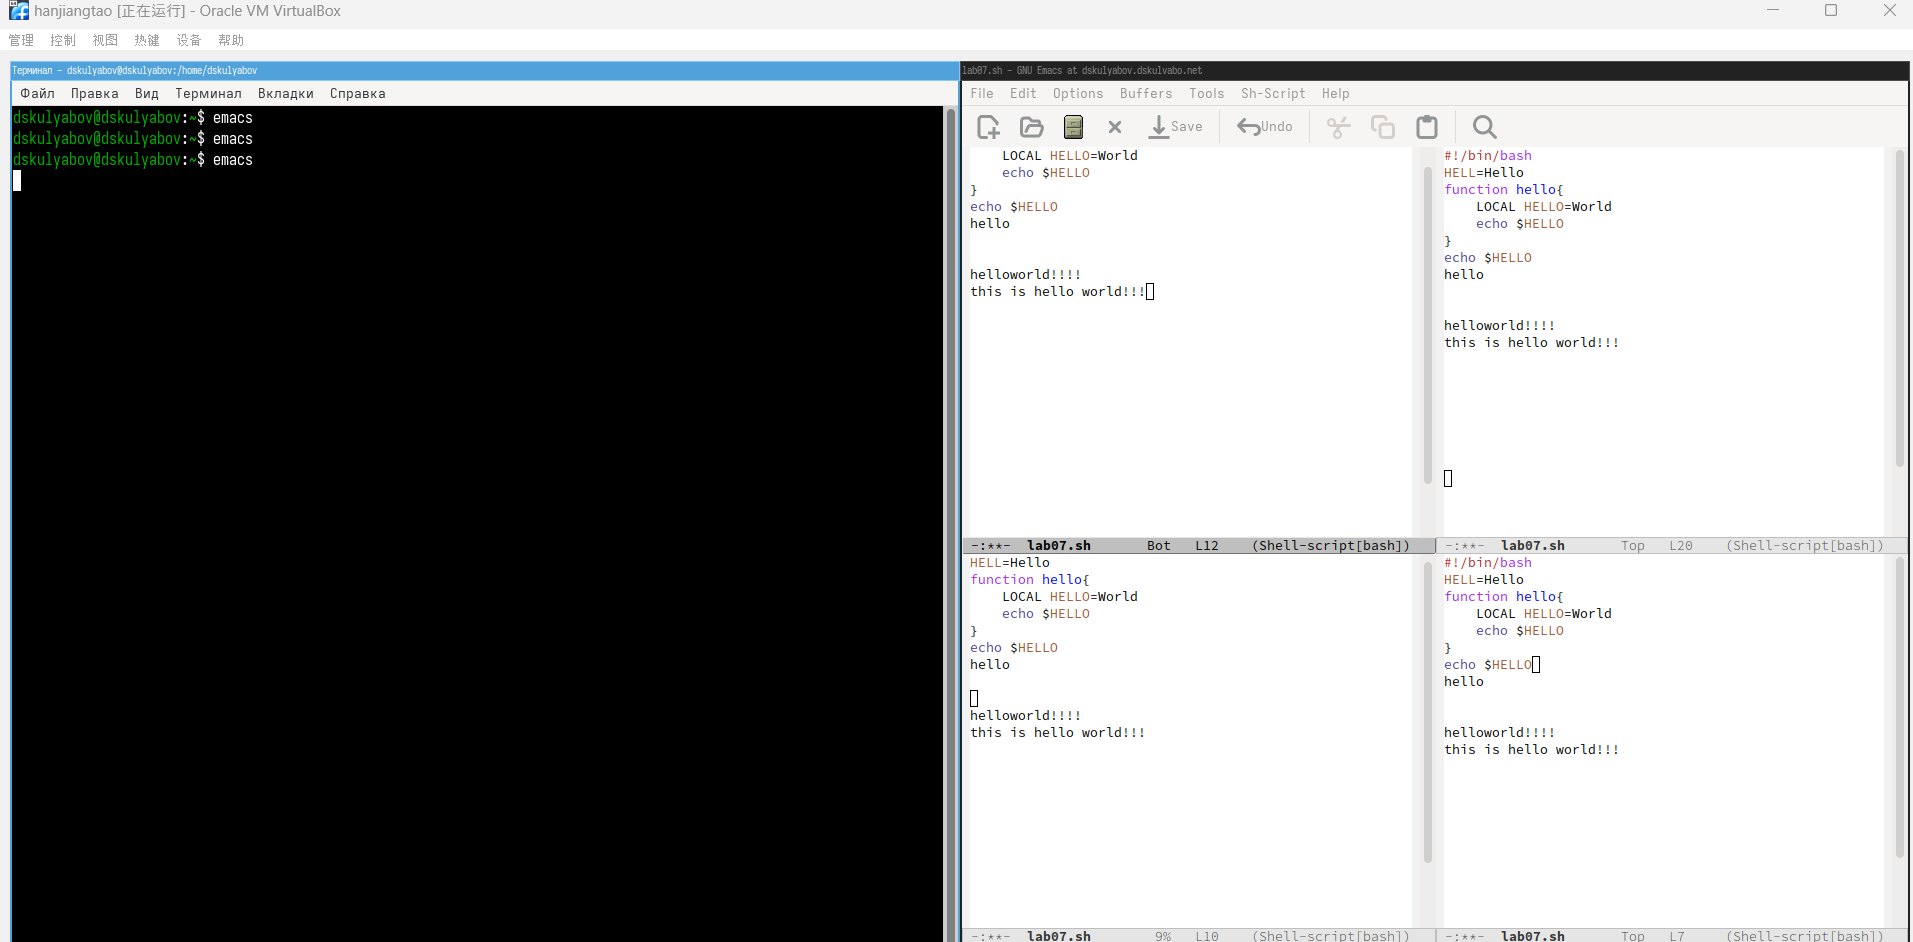 hanjiangtao [正在运行] - Oracle VM VirtualBox
管理 控制 视图 热键 设备 帮助
Терминал - dskulyabov@dskulyabov:/home/dskulyabov
Файл Правка Вид Терминал Вкладки Справка
dskulyabov@dskulyabov:~$ emacs
dskulyabov@dskulyabov:~$ emacs
dskulyabov@dskulyabov:~$ emacs
lab07.sh - GNU Emacs at dskulyabov.dskulvabo.net
File Edit Options Buffers Tools Sh-Script Help
Save Undo
LOCAL HELLO=World
echo $HELLO
}
echo $HELLO
hello
helloworld!!!!
this is hello world!!!
-:**- lab07.sh Bot L12 (Shell-script[bash])
#!/bin/bash
HELL=Hello
function hello{
LOCAL HELLO=World
echo $HELLO
}
echo $HELLO
hello
helloworld!!!!
this is hello world!!!
-:**- lab07.sh Top L20 (Shell-script[bash])
HELL=Hello
function hello{
LOCAL HELLO=World
echo $HELLO
}
echo $HELLO
hello
helloworld!!!!
this is hello world!!!
-:**- lab07.sh 9% L10 (Shell-script[bash])
#!/bin/bash
HELL=Hello
function hello{
LOCAL HELLO=World
echo $HELLO
}
echo $HELLO
hello
helloworld!!!!
this is hello world!!!
-:**- lab07.sh Top L7 (Shell-script[bash])